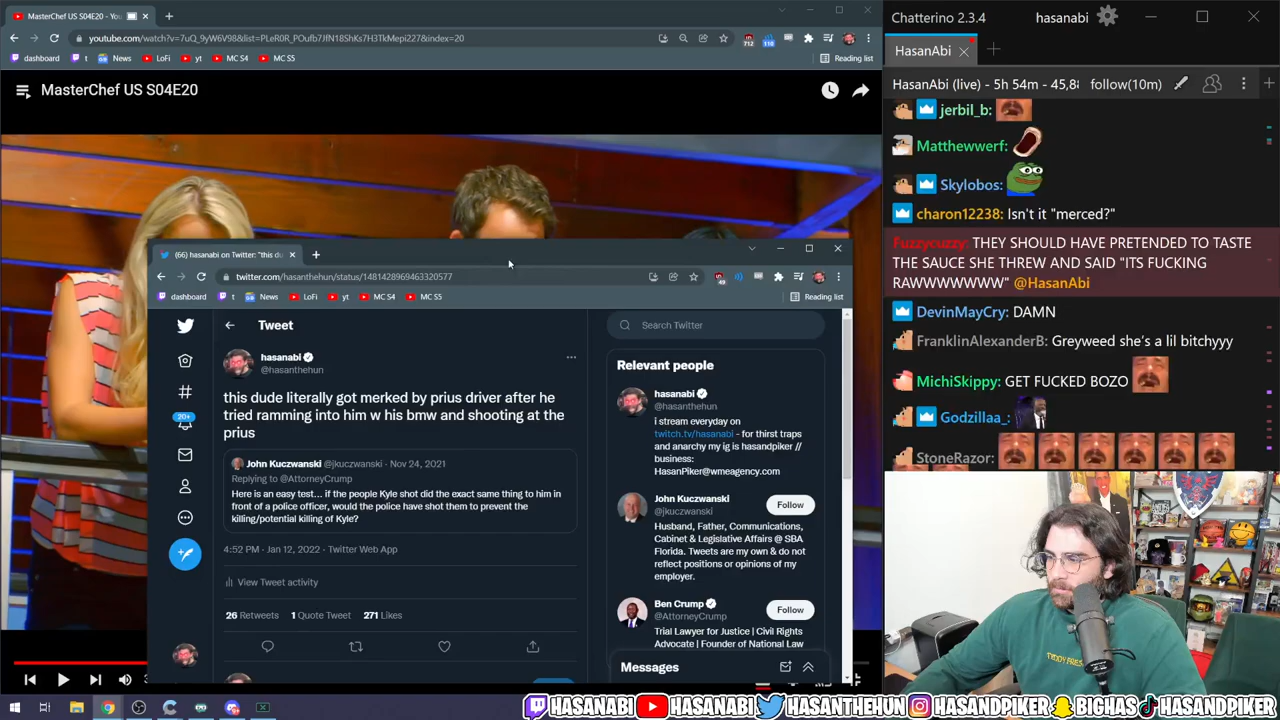 MasterChef US S04E20 - You
youtube.com/watch?v=7uQ_9yW6V98&list=PLeR0R_POufb7JfN18ShKs7H3TkMepi227&index=20
dashboard
t
News
LoFi
yt
MC S4
MC S5
Reading list
MasterChef US S04E20
(66) hasanabi on Twitter: "this du
twitter.com/hasanthehun/status/1481428969463320577
dashboard
t
News
LoFi
yt
MC S4
MC S5
Reading list
20+
Tweet
hasanabi
@hasanthehun
this dude literally got merked by prius driver after he
tried ramming into him w his bmw and shooting at the
prius
John Kuczwanski @jkuczwanski · Nov 24, 2021
Replying to @AttorneyCrump
Here is an easy test... if the people Kyle shot did the exact same thing to him in
front of a police officer, would the police have shot them to prevent the
killing/potential killing of Kyle?
4:52 PM · Jan 12, 2022 · Twitter Web App
View Tweet activity
26 Retweets 1 Quote Tweet 271 Likes
Search Twitter
Relevant people
hasanabi
@hasanthehun
i stream everyday on
twitch.tv/hasanabi - for thirst traps
and anarchy my ig is hasandpiker //
business:
HasanPiker@wmeagency.com
John Kuczwanski
@jkuczwanski
Follow
Husband, Father, Communications,
Cabinet & Legislative Affairs @ SBA
Florida. Tweets are my own & do not
reflect positions or opinions of my
employer.
Ben Crump
@AttorneyCrump
Follow
Trial Lawyer for Justice | Civil Rights
Advocate | Founder of National Law
Messages
Chatterino 2.3.4
hasanabi
HasanAbi
HasanAbi (live) - 5h 54m - 45,8
follow(10m)
jerbil_b:
Matthewwerf:
Skylobos:
charon12238: Isn't it "merced?"
Fuzzycuzzy: THEY SHOULD HAVE PRETENDED TO TASTE
THE SAUCE SHE THREW AND SAID "ITS FUCKING
RAWWWWWWW" @HasanAbi
DevinMayCry: DAMN
FranklinAlexanderB: Greyweed she's a lil bitchyyy
MichiSkippy: GET FUCKED BOZO
Godzillaa_:
StoneRazor:
HASANABI HASANABI HASANTHEHUN HASANDPIKER BIGHAS HASANDPIKER